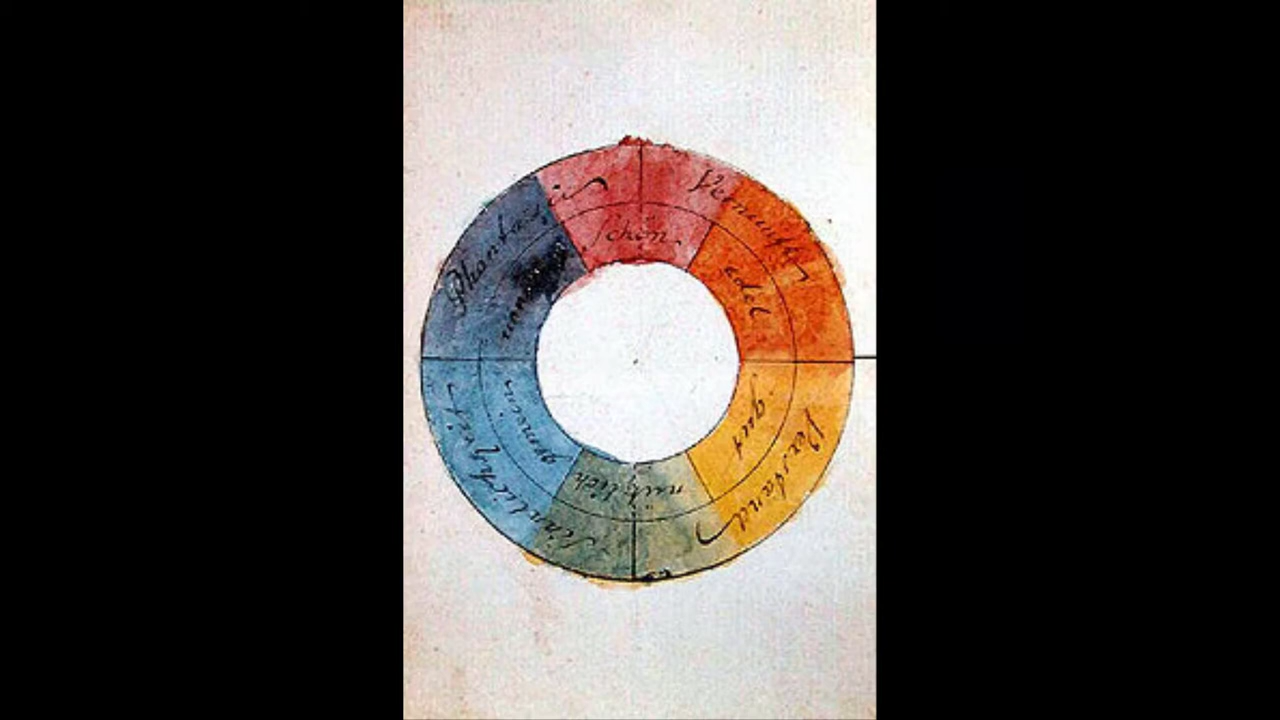 Vernunft
Verstand
Sinnlichkeit
Phantasie
schön
edel
gut
nützlich
gemein